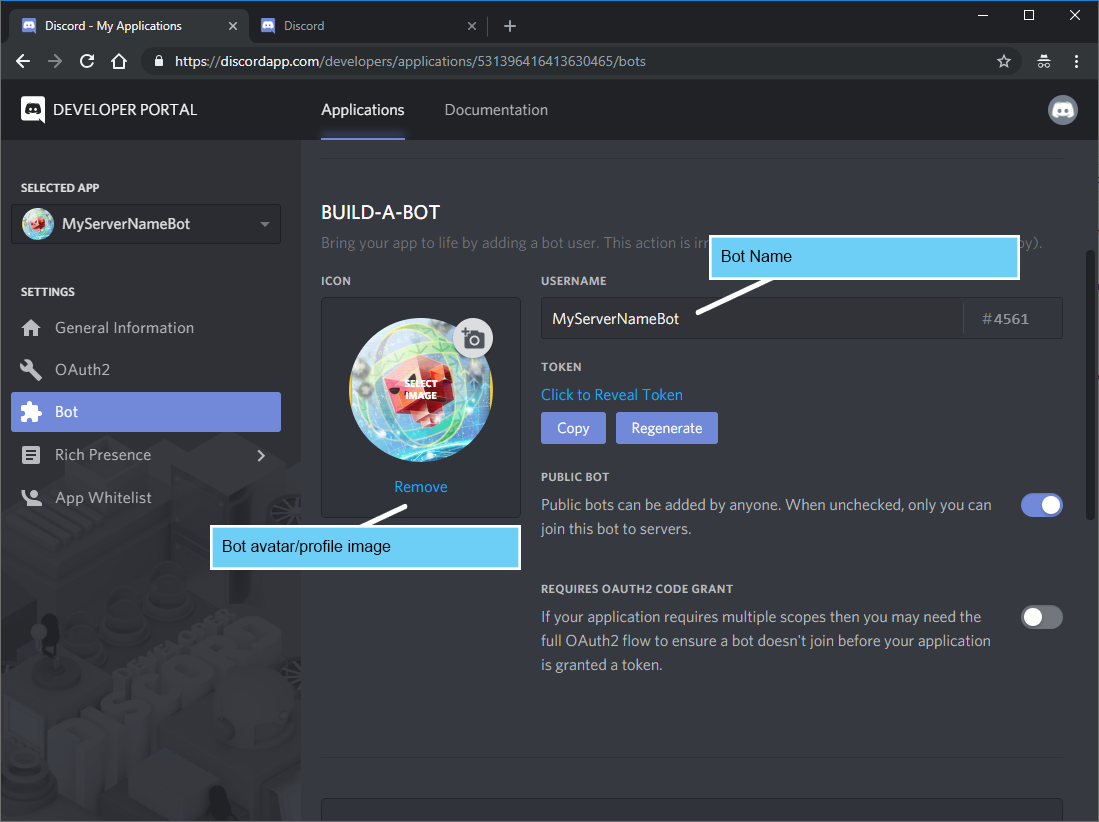 Discord - My Applications
Discord
https://discordapp.com/developers/applications/531396416413630465/bots
DEVELOPER PORTAL
Applications
Documentation
SELECTED APP
MyServerNameBot
SETTINGS
General Information
OAuth2
Bot
Rich Presence
App Whitelist
BUILD-A-BOT
Bring your app to life by adding a bot user. This action is
Bot Name
ICON
SELECT
IMAGE
Remove
Bot avatar/profile image
USERNAME
MyServerNameBot
#4561
TOKEN
Click to Reveal Token
Copy
Regenerate
PUBLIC BOT
Public bots can be added by anyone. When unchecked, only you can
join this bot to servers.
REQUIRES OAUTH2 CODE GRANT
If your application requires multiple scopes then you may need the
full OAuth2 flow to ensure a bot doesn't join before your application
is granted a token.